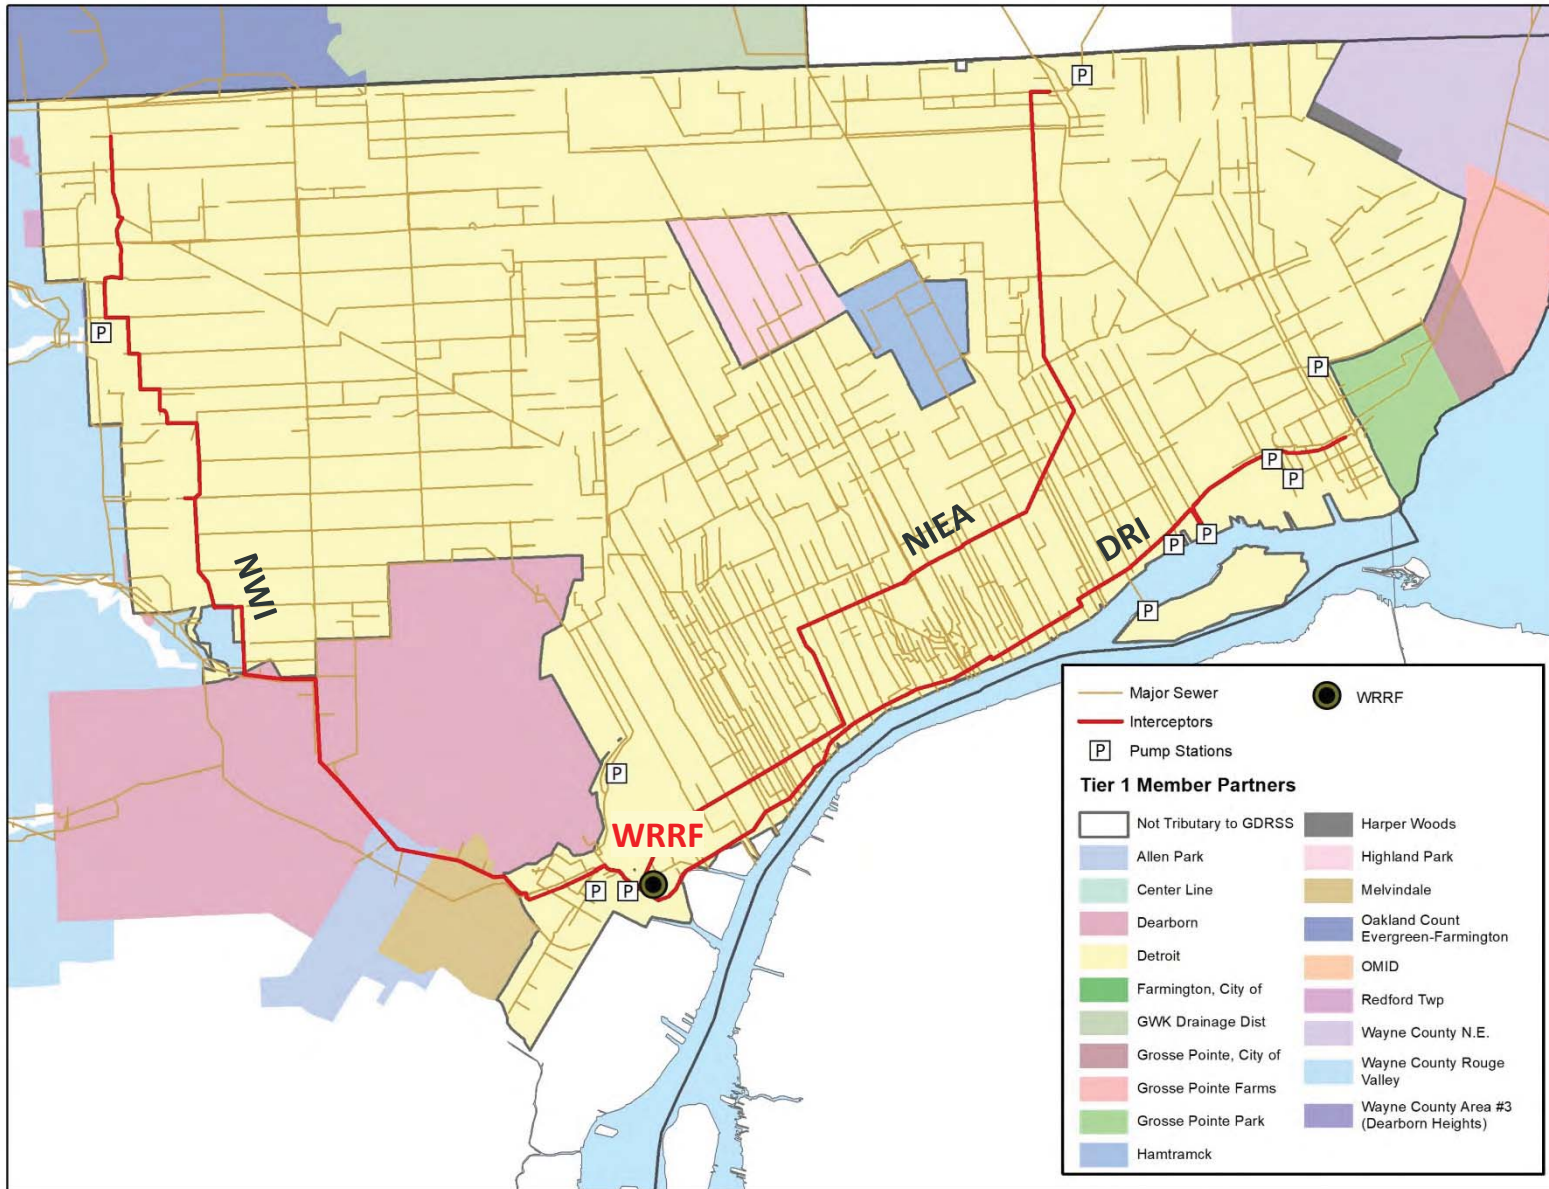 P
P
P
P
P
P
P
P
P
P
P
P
NWI
NIEA
DRI
WRRF
Major Sewer
WRRF
Interceptors
P
Pump Stations
Tier 1 Member Partners
Not Tributary to GDRSS
Harper Woods
Allen Park
Highland Park
Center Line
Melvindale
Dearborn
Oakland Count
Evergreen-Farmington
Detroit
OMID
Farmington, City of
Redford Twp
GWK Drainage Dist
Wayne County N.E.
Grosse Pointe, City of
Wayne County Rouge
Valley
Grosse Pointe Farms
Grosse Pointe Park
Wayne County Area #3
(Dearborn Heights)
Hamtramck